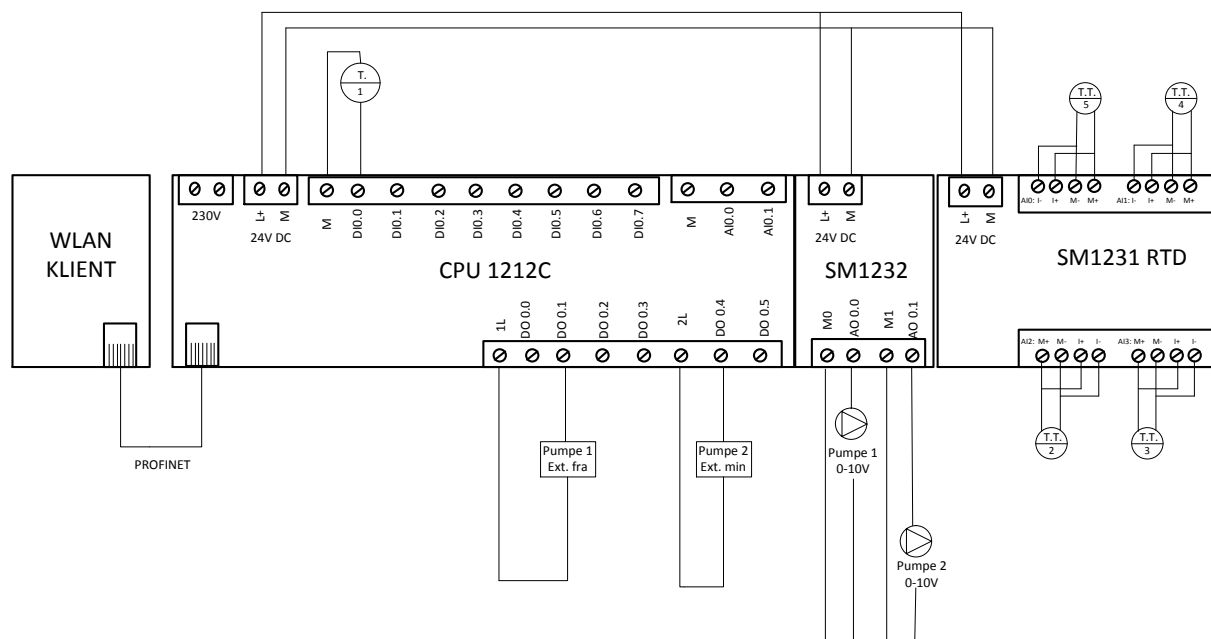 T.
1
T.T.
5
T.T.
4
230V
L+
M
24V DC
M
DI0.0
DI0.1
DI0.2
DI0.3
DI0.4
DI0.5
DI0.6
DI0.7
M
AI0.0
AI0.1
L+
M
24V DC
L+
M
24V DC
AI0: I- I+ M- M+
AI1: I- I+ M- M+
WLAN
KLIENT
CPU 1212C
SM1232
SM1231 RTD
1L
DO 0.0
DO 0.1
DO 0.2
DO 0.3
2L
DO 0.4
DO 0.5
M0
AO 0.0
M1
AO 0.1
AI2: M+ M- I+ I-
AI3: M+ M- I+ I-
T.T.
2
T.T.
3
PROFINET
Pumpe 1
Ext. fra
Pumpe 2
Ext. min
Pumpe 1
0-10V
Pumpe 2
0-10V